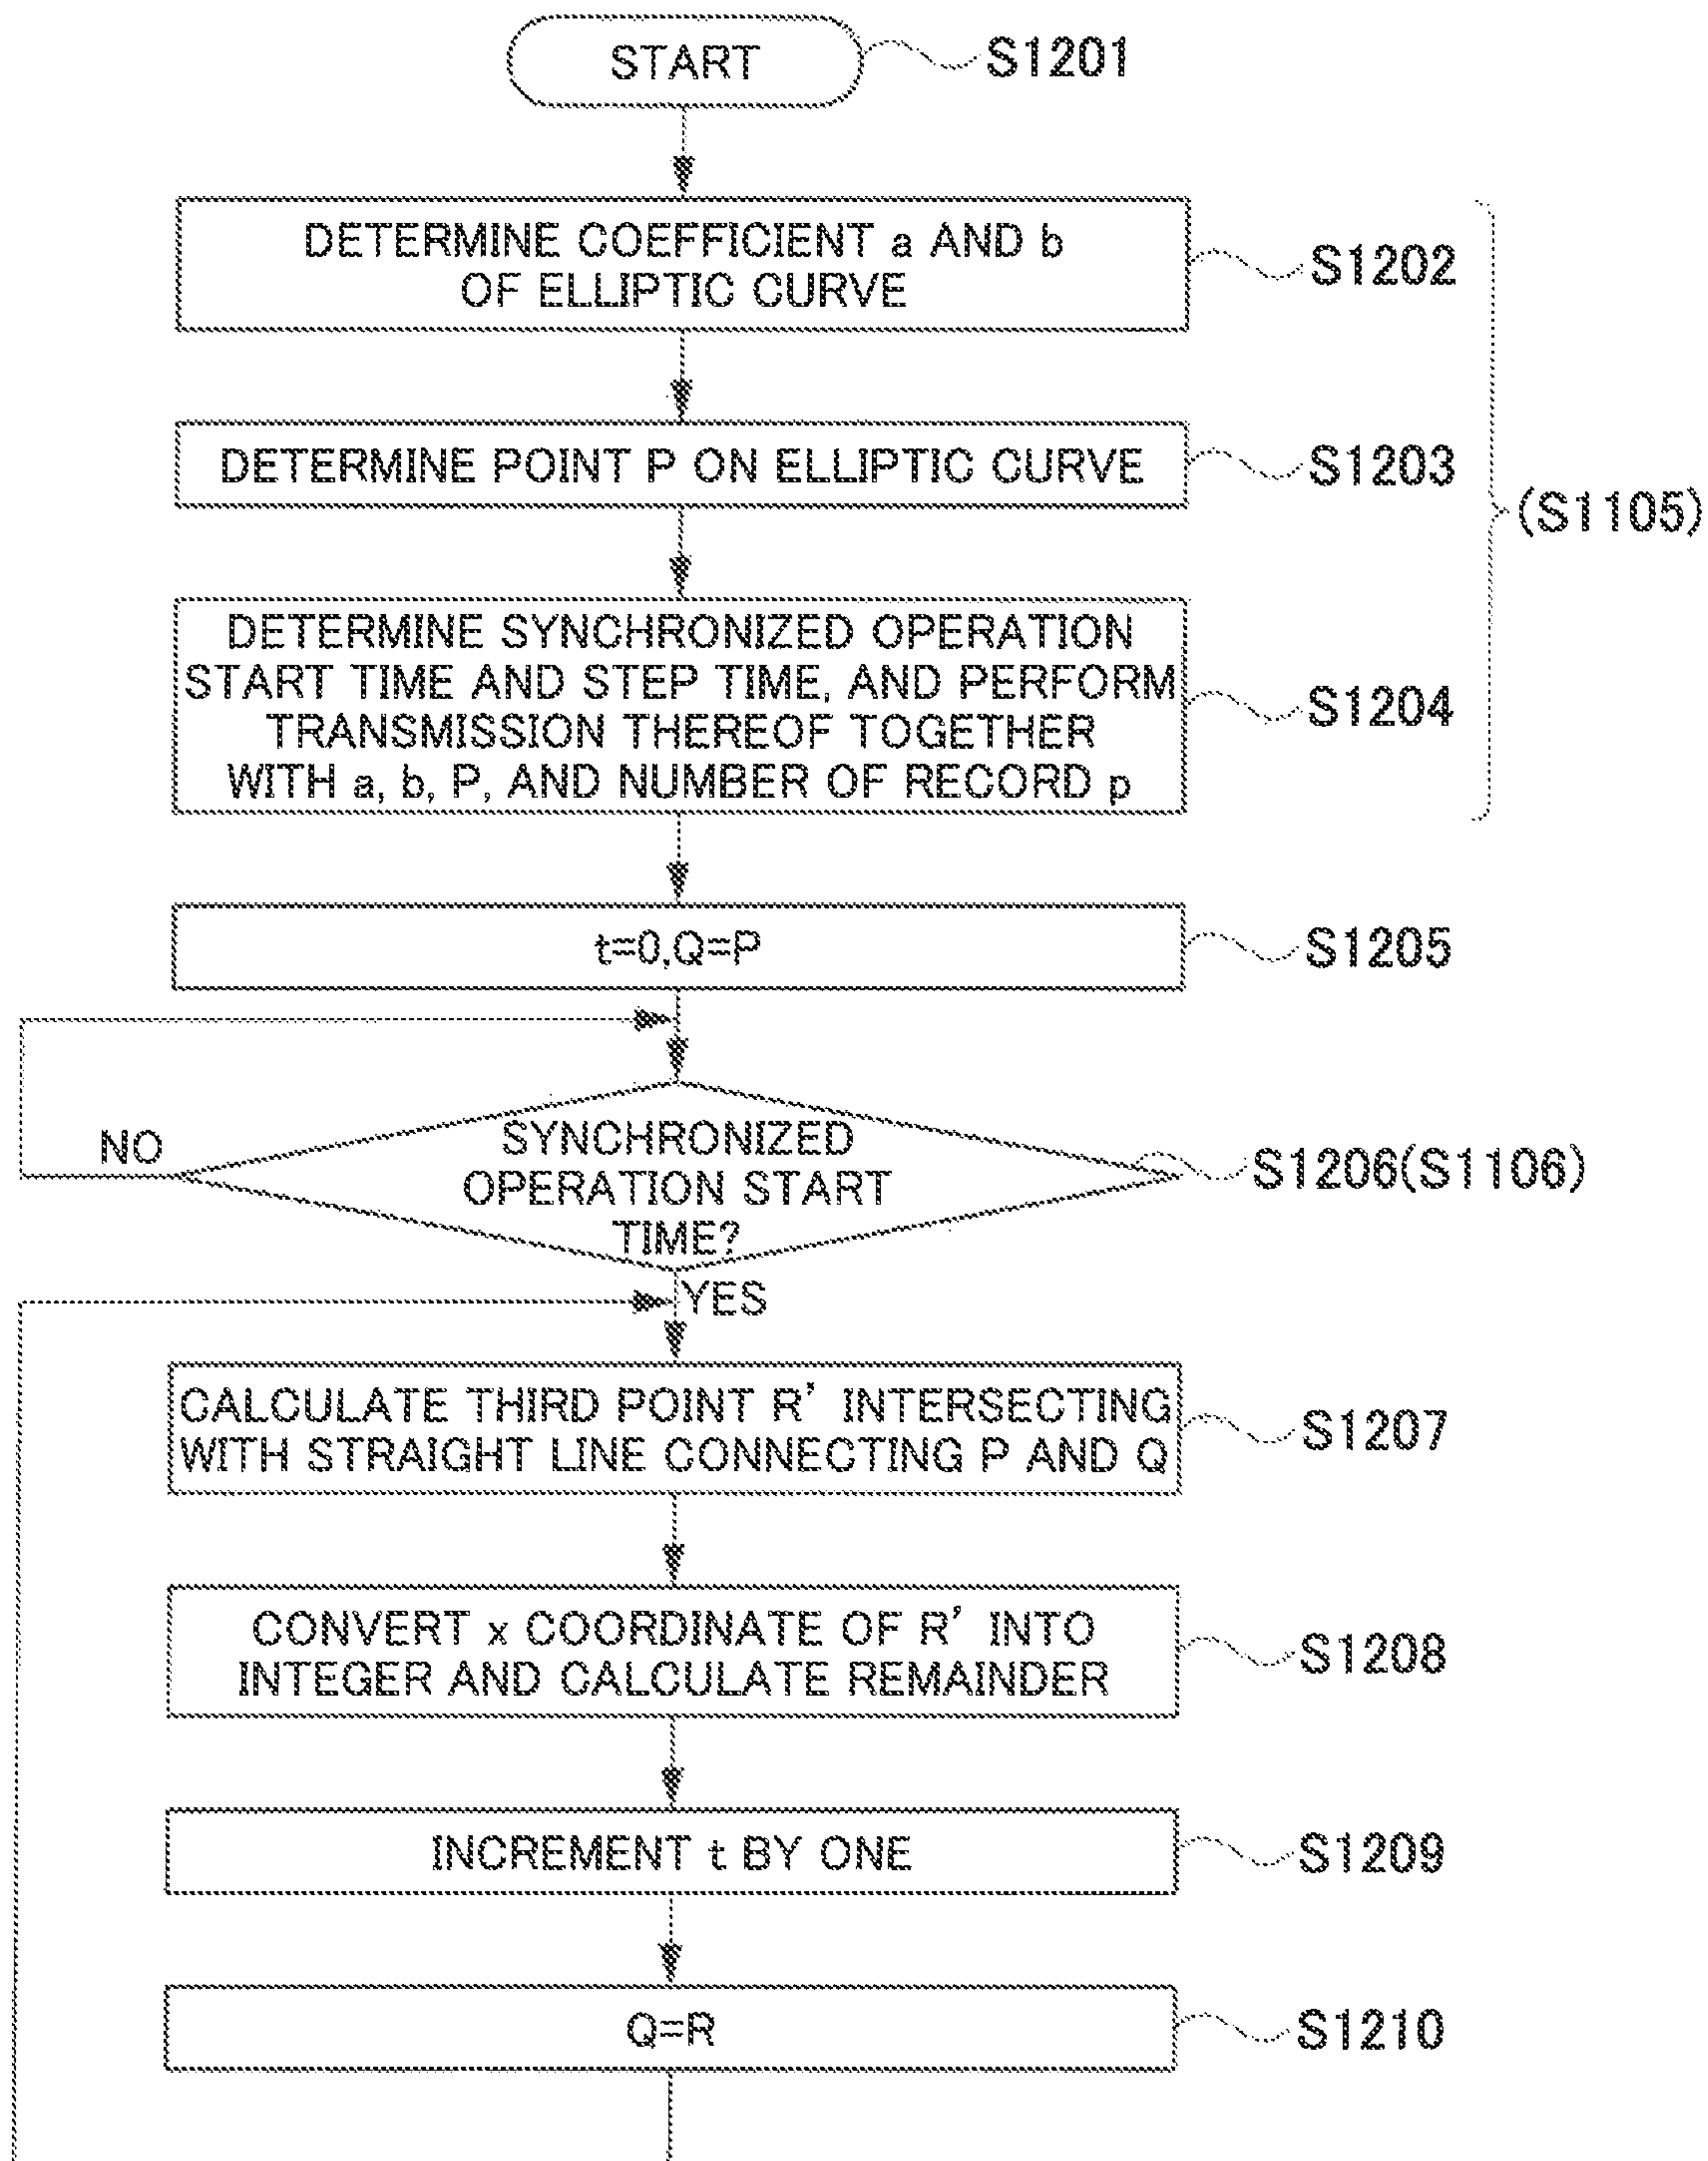 START
S1201
DETERMINE COEFFICIENT a AND b
OF ELLIPTIC CURVE
S1202
DETERMINE POINT P ON ELLIPTIC CURVE
S1203
(S1105)
DETERMINE SYNCHRONIZED OPERATION
START TIME AND STEP TIME, AND PERFORM
TRANSMISSION THEREOF TOGETHER
WITH a, b, P, AND NUMBER OF RECORD p
S1204
t=0,Q=P
S1205
NO
SYNCHRONIZED
OPERATION START
TIME?
S1206(S1106)
YES
CALCULATE THIRD POINT R' INTERSECTING
WITH STRAIGHT LINE CONNECTING P AND Q
S1207
CONVERT x COORDINATE OF R' INTO
INTEGER AND CALCULATE REMAINDER
S1208
INCREMENT t BY ONE
S1209
Q=R
S1210